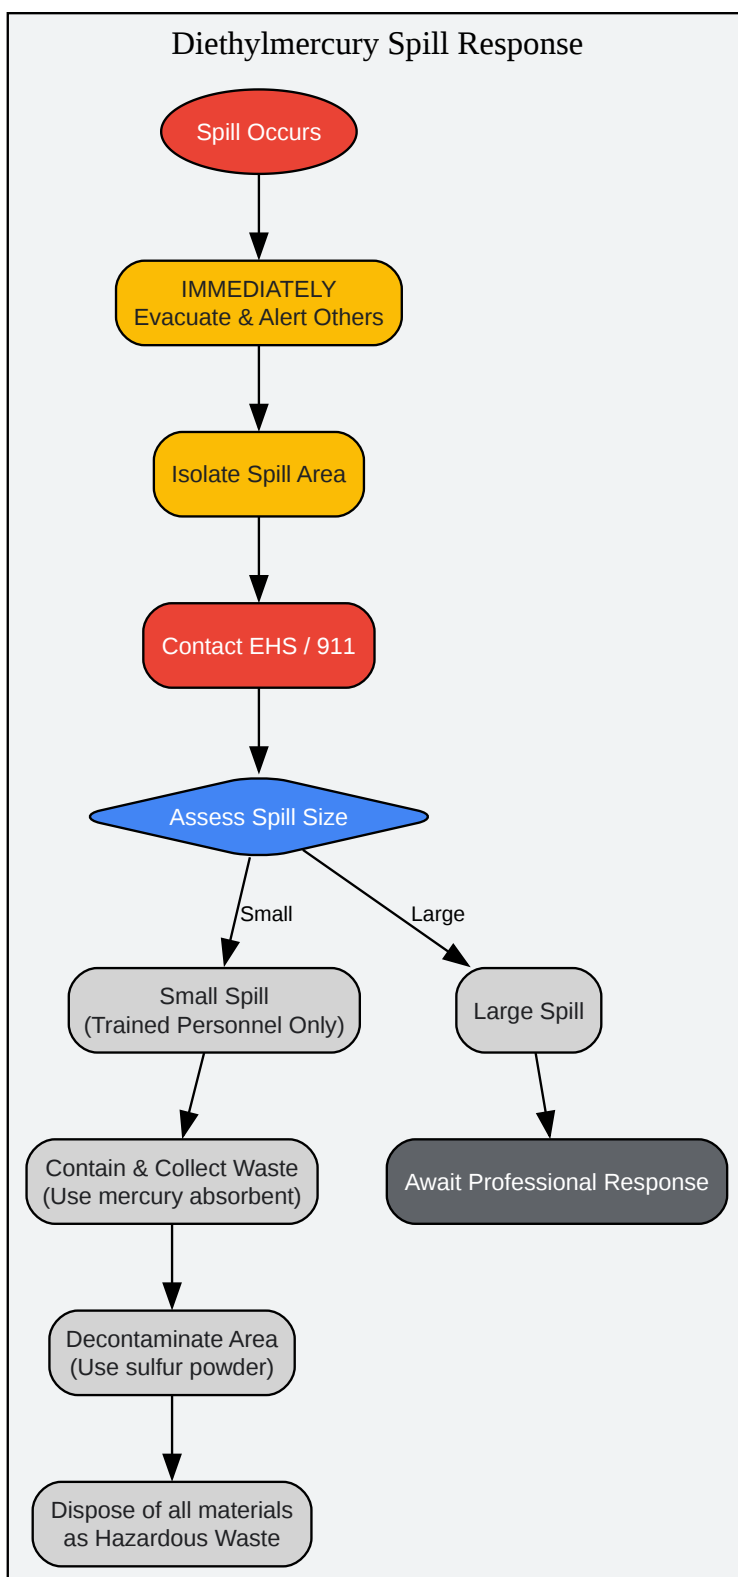 Diethylmercury Spill Response
Spill Occurs
IMMEDIATELY
Evacuate & Alert Others
Isolate Spill Area
Contact EHS / 911
Assess Spill Size
Small
Large
Small Spill
(Trained Personnel Only)
Large Spill
Contain & Collect Waste
(Use mercury absorbent)
Await Professional Response
Decontaminate Area
(Use sulfur powder)
Dispose of all materials
as Hazardous Waste